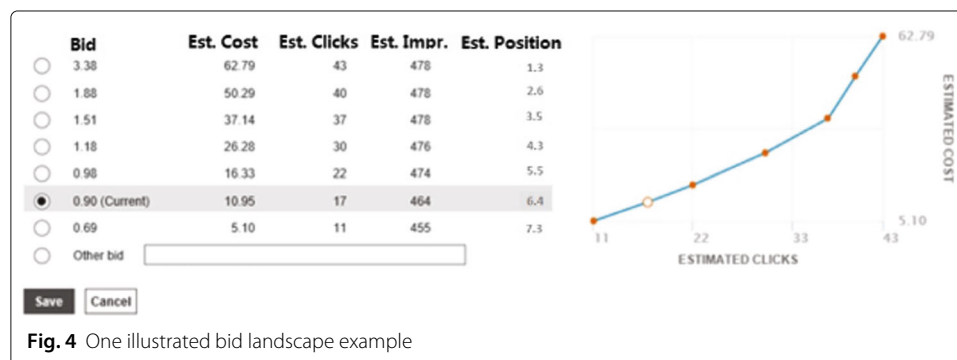 Bid Est. Cost Est. Clicks Est. Impr. Est. Position
3.38 62.79 43 478 1.3
1.88 50.29 40 478 2.6
1.51 37.14 37 478 3.5
1.18 26.28 30 476 4.3
0.98 16.33 22 474 5.5
0.90 (Current) 10.95 17 464 6.4
0.69 5.10 11 455 7.3
Other bid
Save Cancel
62.79
5.10
ESTIMATED COST
11 22 33 43
ESTIMATED CLICKS
Fig. 4 One illustrated bid landscape example